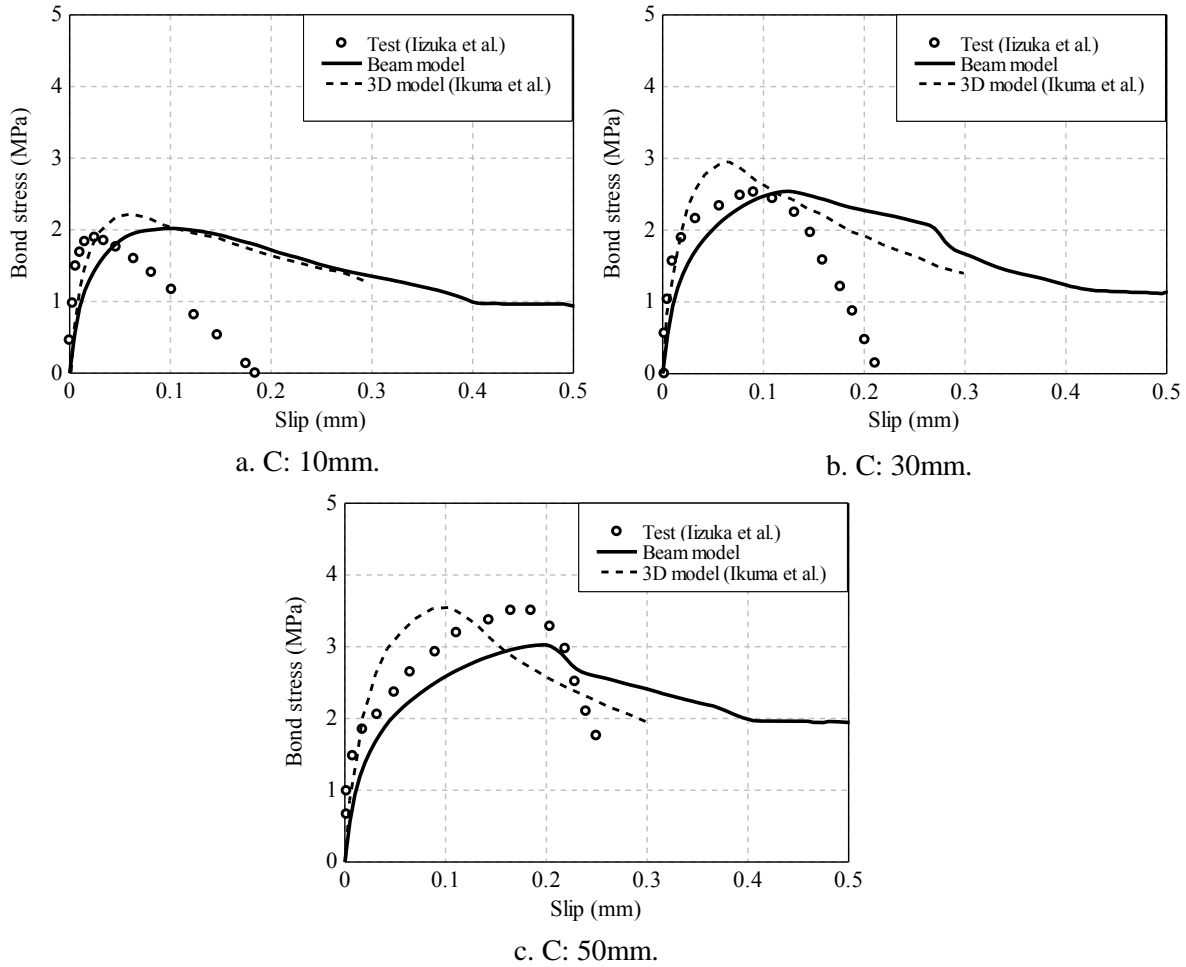 5
4
3
2
1
0
Bond stress (MPa)
Test (Iizuka et al.)
Beam model
3D model (Ikuma et al.)
0 0.1 0.2 0.3 0.4 0.5
Slip (mm)
a. C: 10mm.
5
4
3
2
1
0
Bond stress (MPa)
Test (Iizuka et al.)
Beam model
3D model (Ikuma et al.)
0 0.1 0.2 0.3 0.4 0.5
Slip (mm)
b. C: 30mm.
5
4
3
2
1
0
Bond stress (MPa)
Test (Iizuka et al.)
Beam model
3D model (Ikuma et al.)
0 0.1 0.2 0.3 0.4 0.5
Slip (mm)
c. C: 50mm.